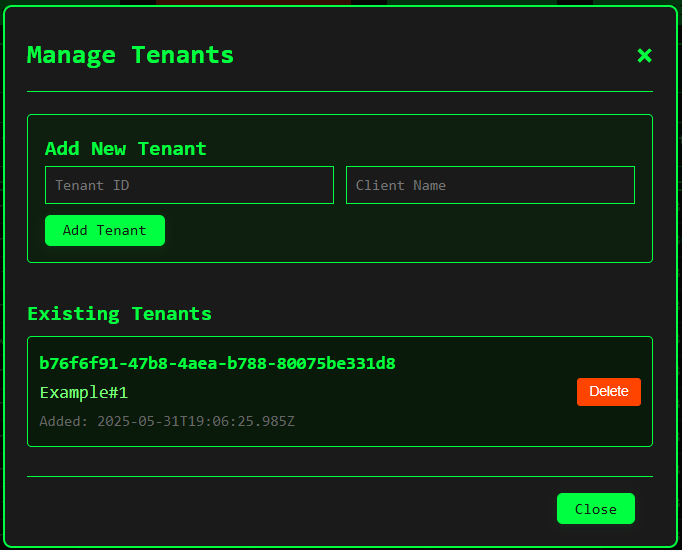 Manage Tenants ×
Add New Tenant
Tenant ID
Client Name
Add Tenant
Existing Tenants
b76f6f91-47b8-4aea-b788-80075be331d8
Example#1
Added: 2025-05-31T19:06:25.985Z
Delete
Close